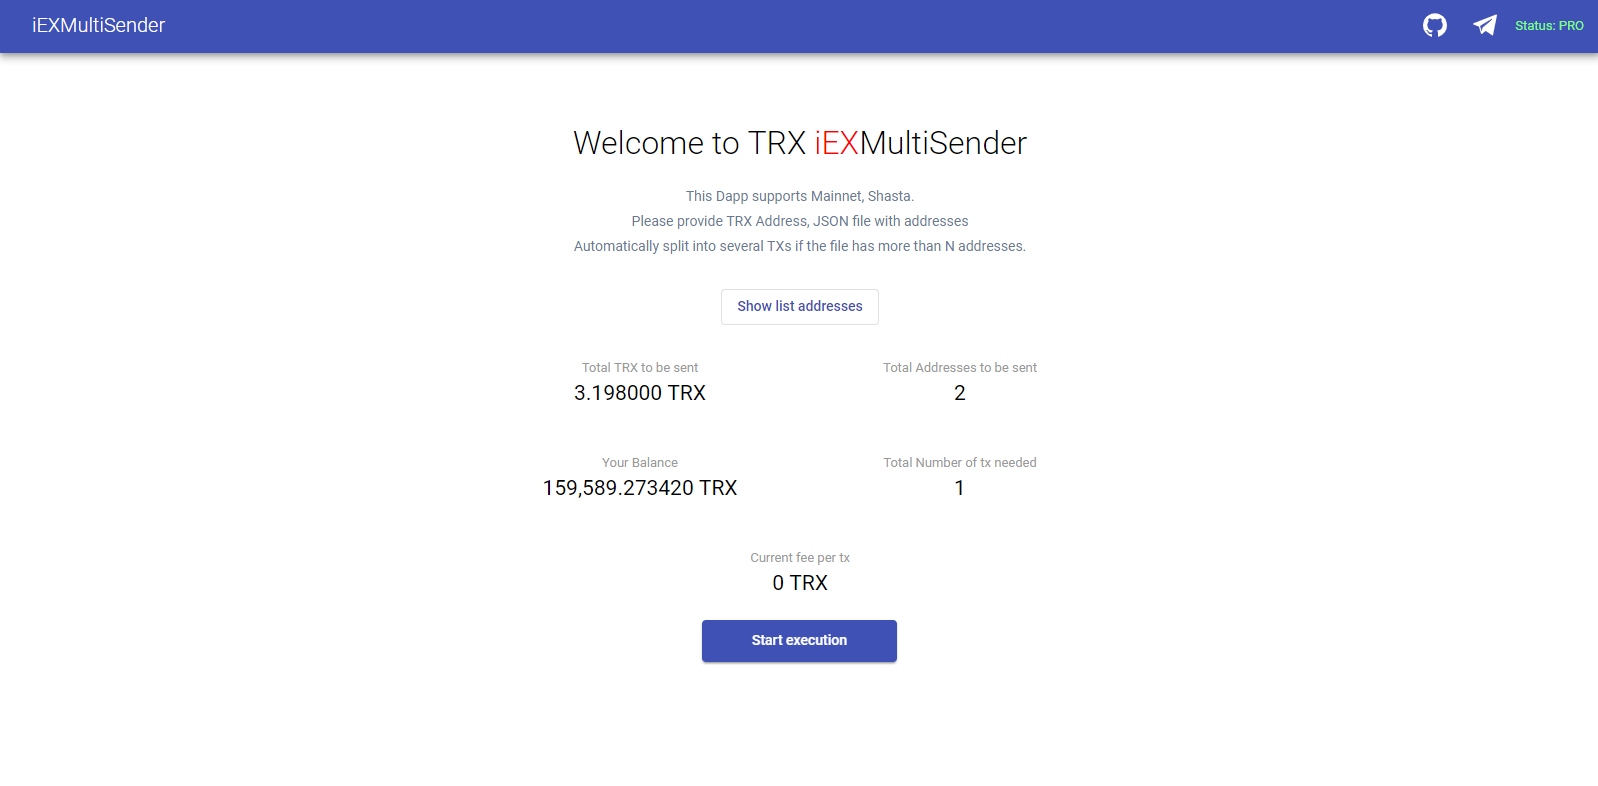 iEXMultiSender
Status: PRO
Welcome to TRX iEXMultiSender
This Dapp supports Mainnet, Shasta.
Please provide TRX Address, JSON file with addresses
Automatically split into several TXs if the file has more than N addresses.
Show list addresses
Total TRX to be sent
3.198000 TRX
Total Addresses to be sent
2
Your Balance
159,589.273420 TRX
Total Number of tx needed
1
Current fee per tx
0 TRX
Start execution